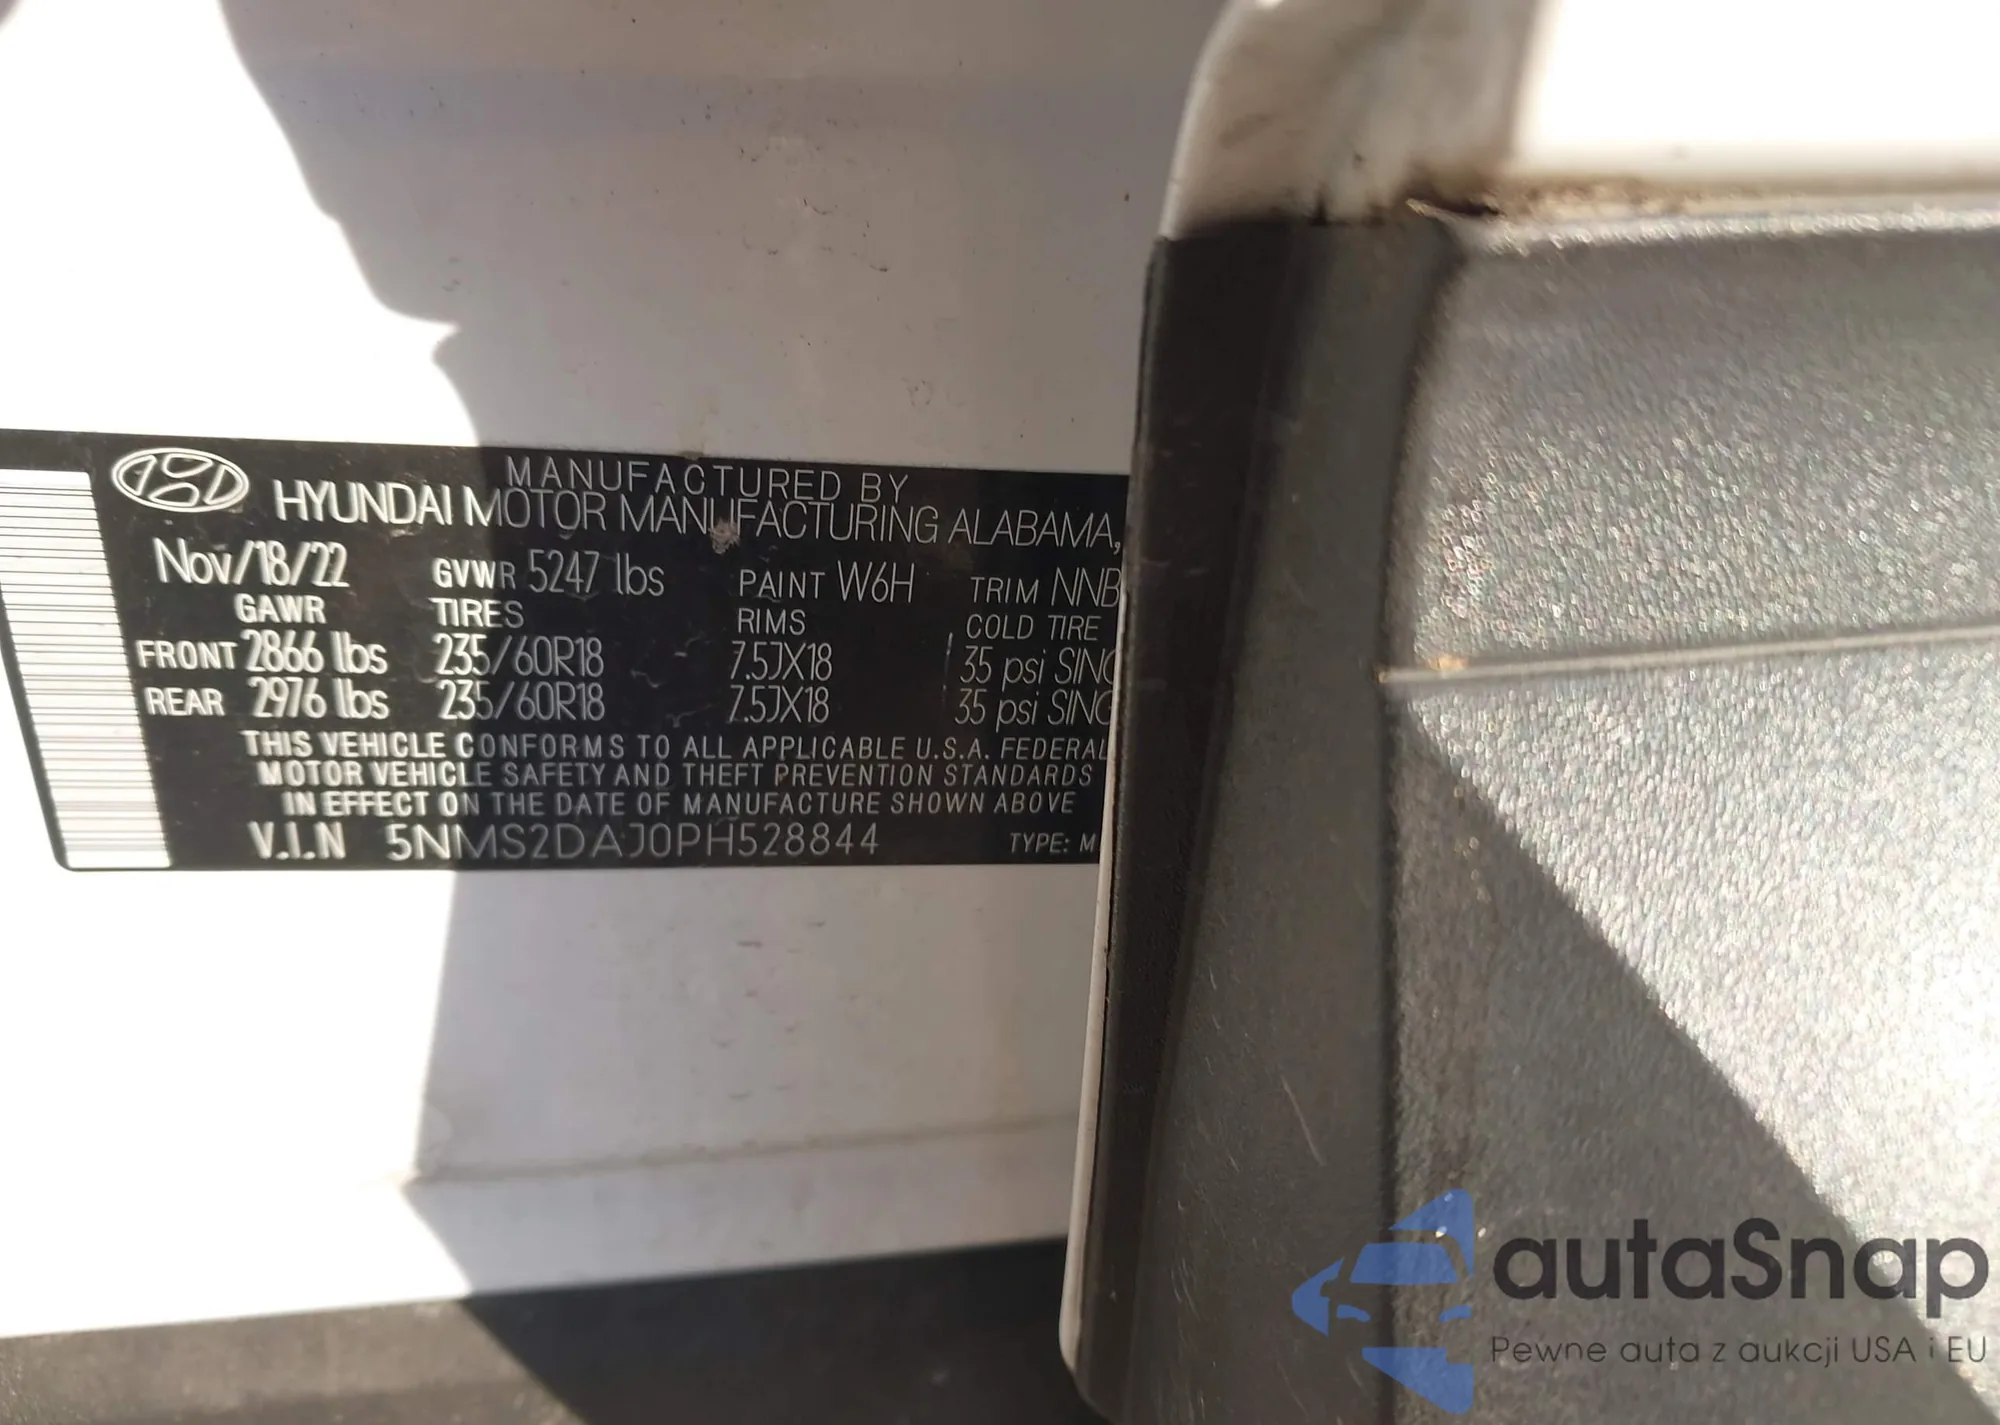 MANUFACTURED BY
HYUNDAI MOTOR MANUFACTURING ALABAMA,
Nov/18/22 GVWR 5247 lbs PAINT W6H TRIM NNB
GAWR TIRES RIMS COLD TIRE
FRONT 2866 lbs 235/60R18 7.5JX18 35 psi SING
REAR 2976 lbs 235/60R18 7.5JX18 35 psi SING
THIS VEHICLE CONFORMS TO ALL APPLICABLE U.S.A. FEDERAL
MOTOR VEHICLE SAFETY AND THEFT PREVENTION STANDARDS
IN EFFECT ON THE DATE OF MANUFACTURE SHOWN ABOVE
V.I.N 5NMS2DAJ0PH528844 TYPE: M
autaSnap
Pewne auta z aukcji USA i EU